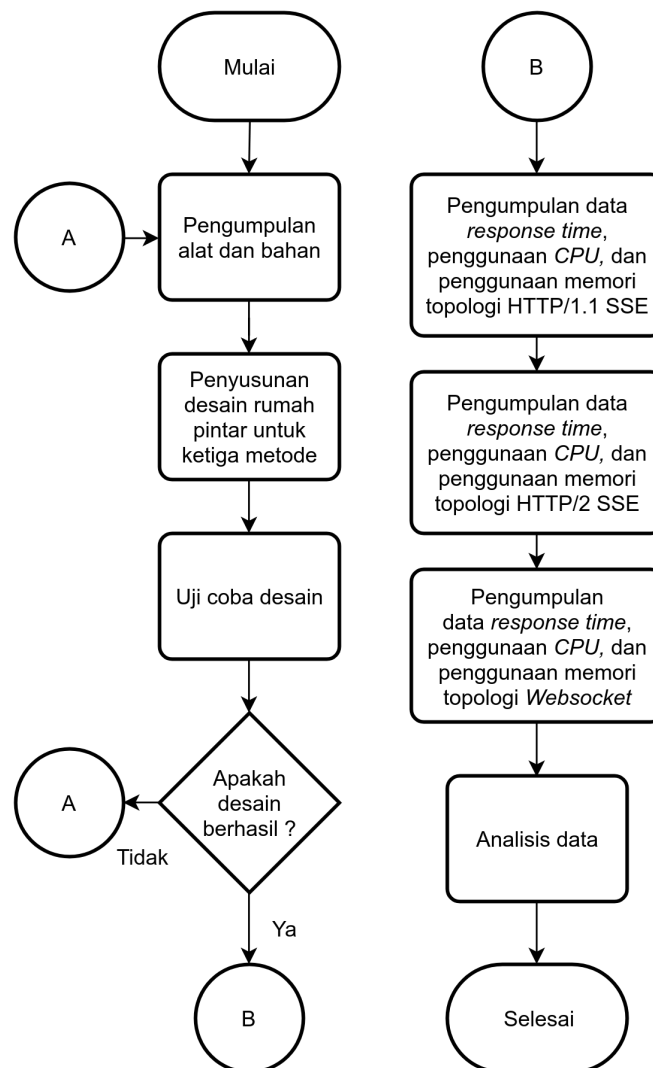 Mulai
A
Pengumpulan
alat dan bahan
Penyusunan
desain rumah
pintar untuk
ketiga metode
Uji coba desain
Apakah
desain
berhasil ?
A
Tidak
Ya
B
B
Pengumpulan data
response time,
penggunaan CPU, dan
penggunaan memori
topologi HTTP/1.1 SSE
Pengumpulan data
response time,
penggunaan CPU, dan
penggunaan memori
topologi HTTP/2 SSE
Pengumpulan
data response time,
penggunaan CPU, dan
penggunaan memori
topologi Websocket
Analisis data
Selesai